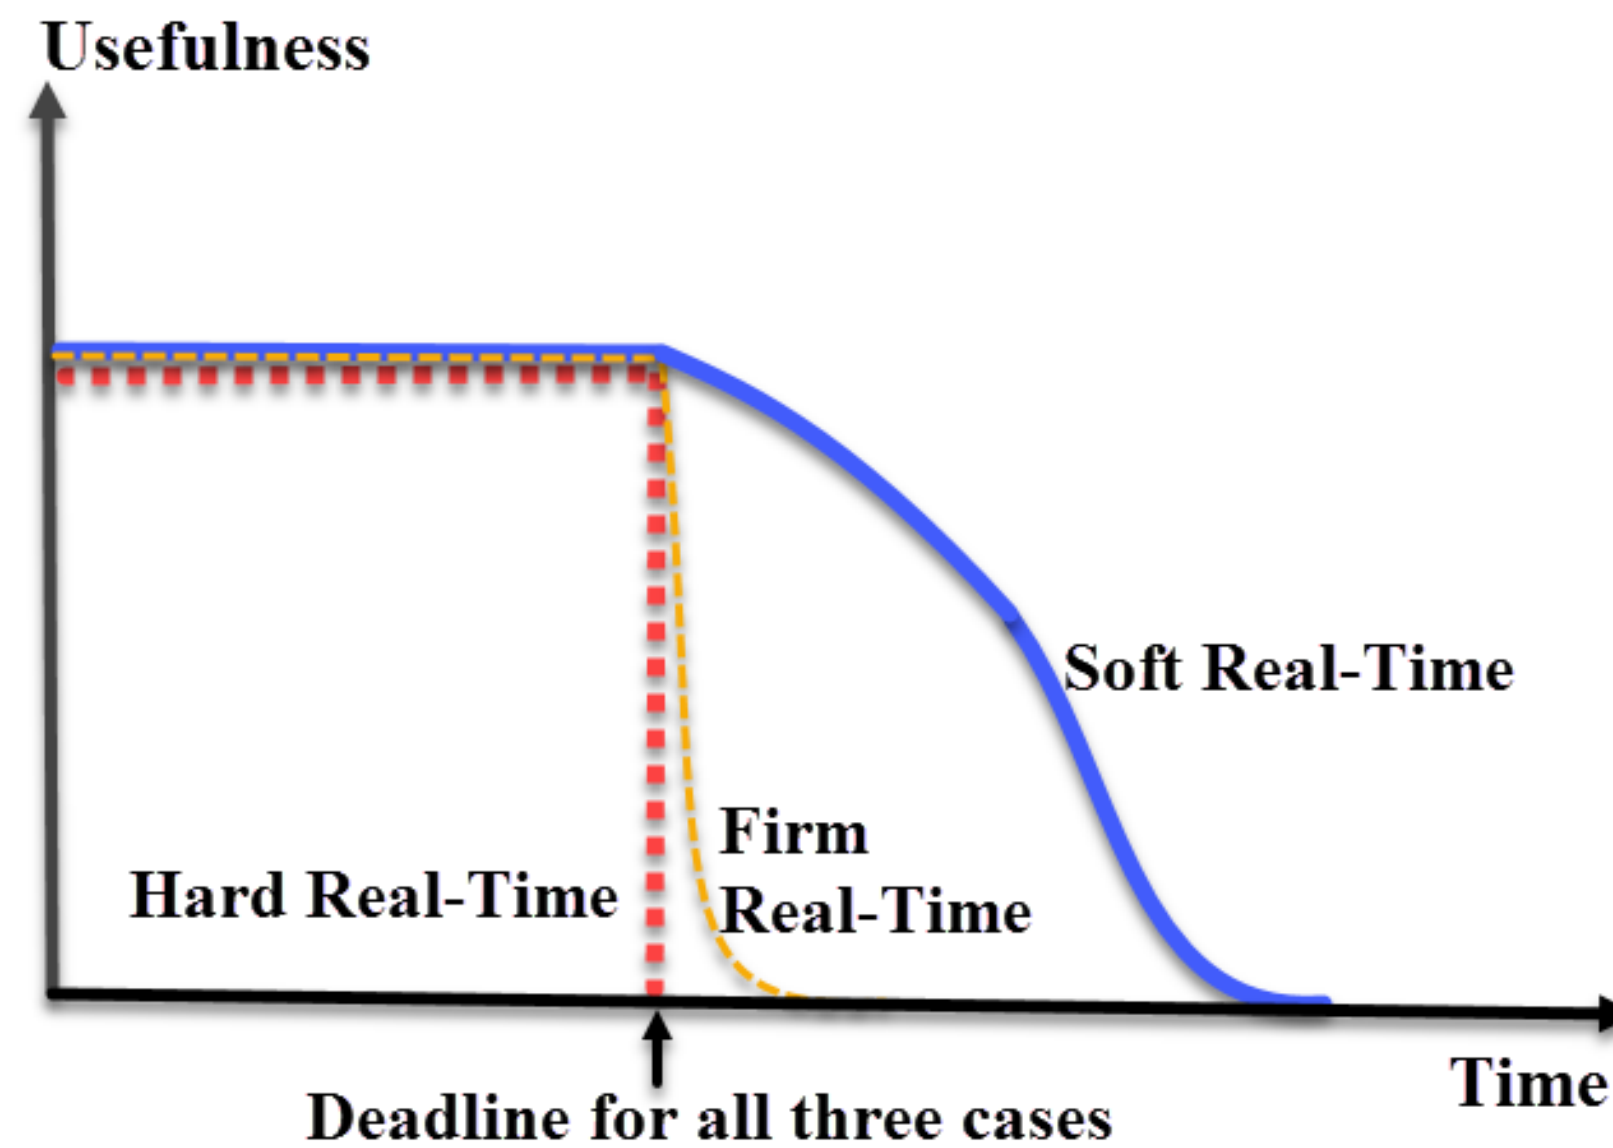 Usefulness
Soft Real-Time
Firm
Real-Time
Hard Real-Time
Time
Deadline for all three cases